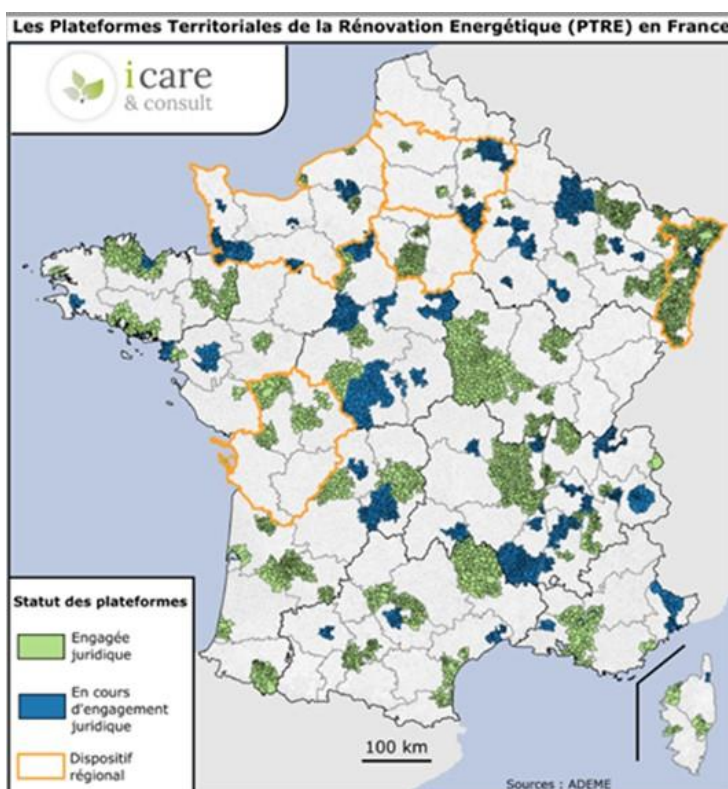 Les Plateformes Territoriales de la Rénovation Energétique (PTRE) en France
i care
& consult
Statut des plateformes
Engagée
juridique
En cours
d'engagement
juridique
Dispositif
régional
100 km
Sources : ADEME